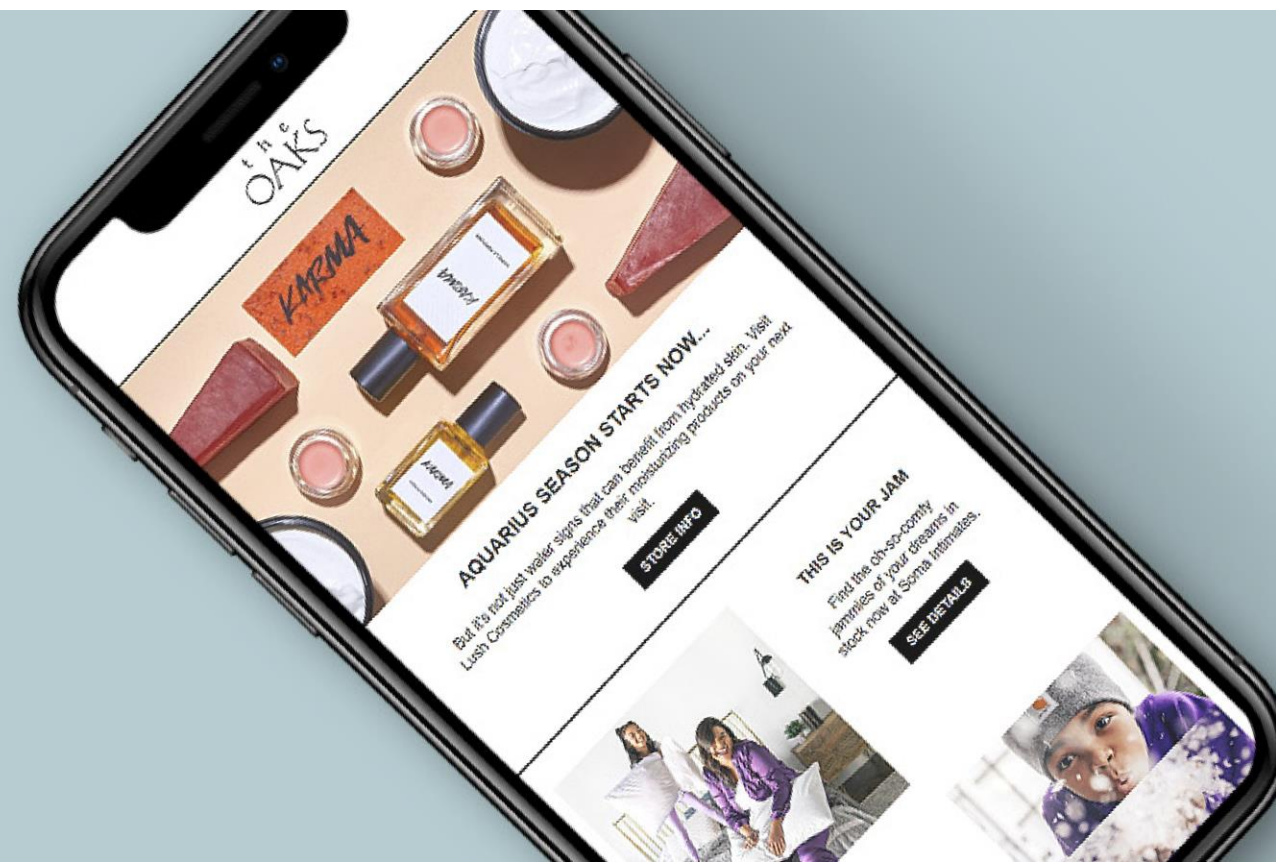 the
OAKS
KARMA
KARMA
KARMA
AQUARIUS SEASON STARTS NOW...
But it's not just water signs that can benefit from hydrated skin. Visit
Lush Cosmetics to experience their moisturizing products on your next
visit.
STORE INFO
THIS IS YOUR JAM
Find the oh-so-comfy
jammies of your dreams in
stock now at Soma Intimates.
SEE DETAILS